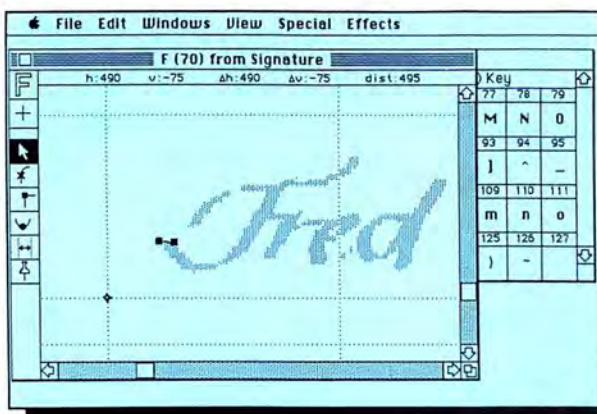 File Edit Windows View Special Effects
F (70) from Signature
h:490 v:-75 Δh:490 Δv:-75 dist:495
Key
77 78 79
M N O
93 94 95
] ^ _
109 110 111
m n o
125 126 127
} ~
Fred